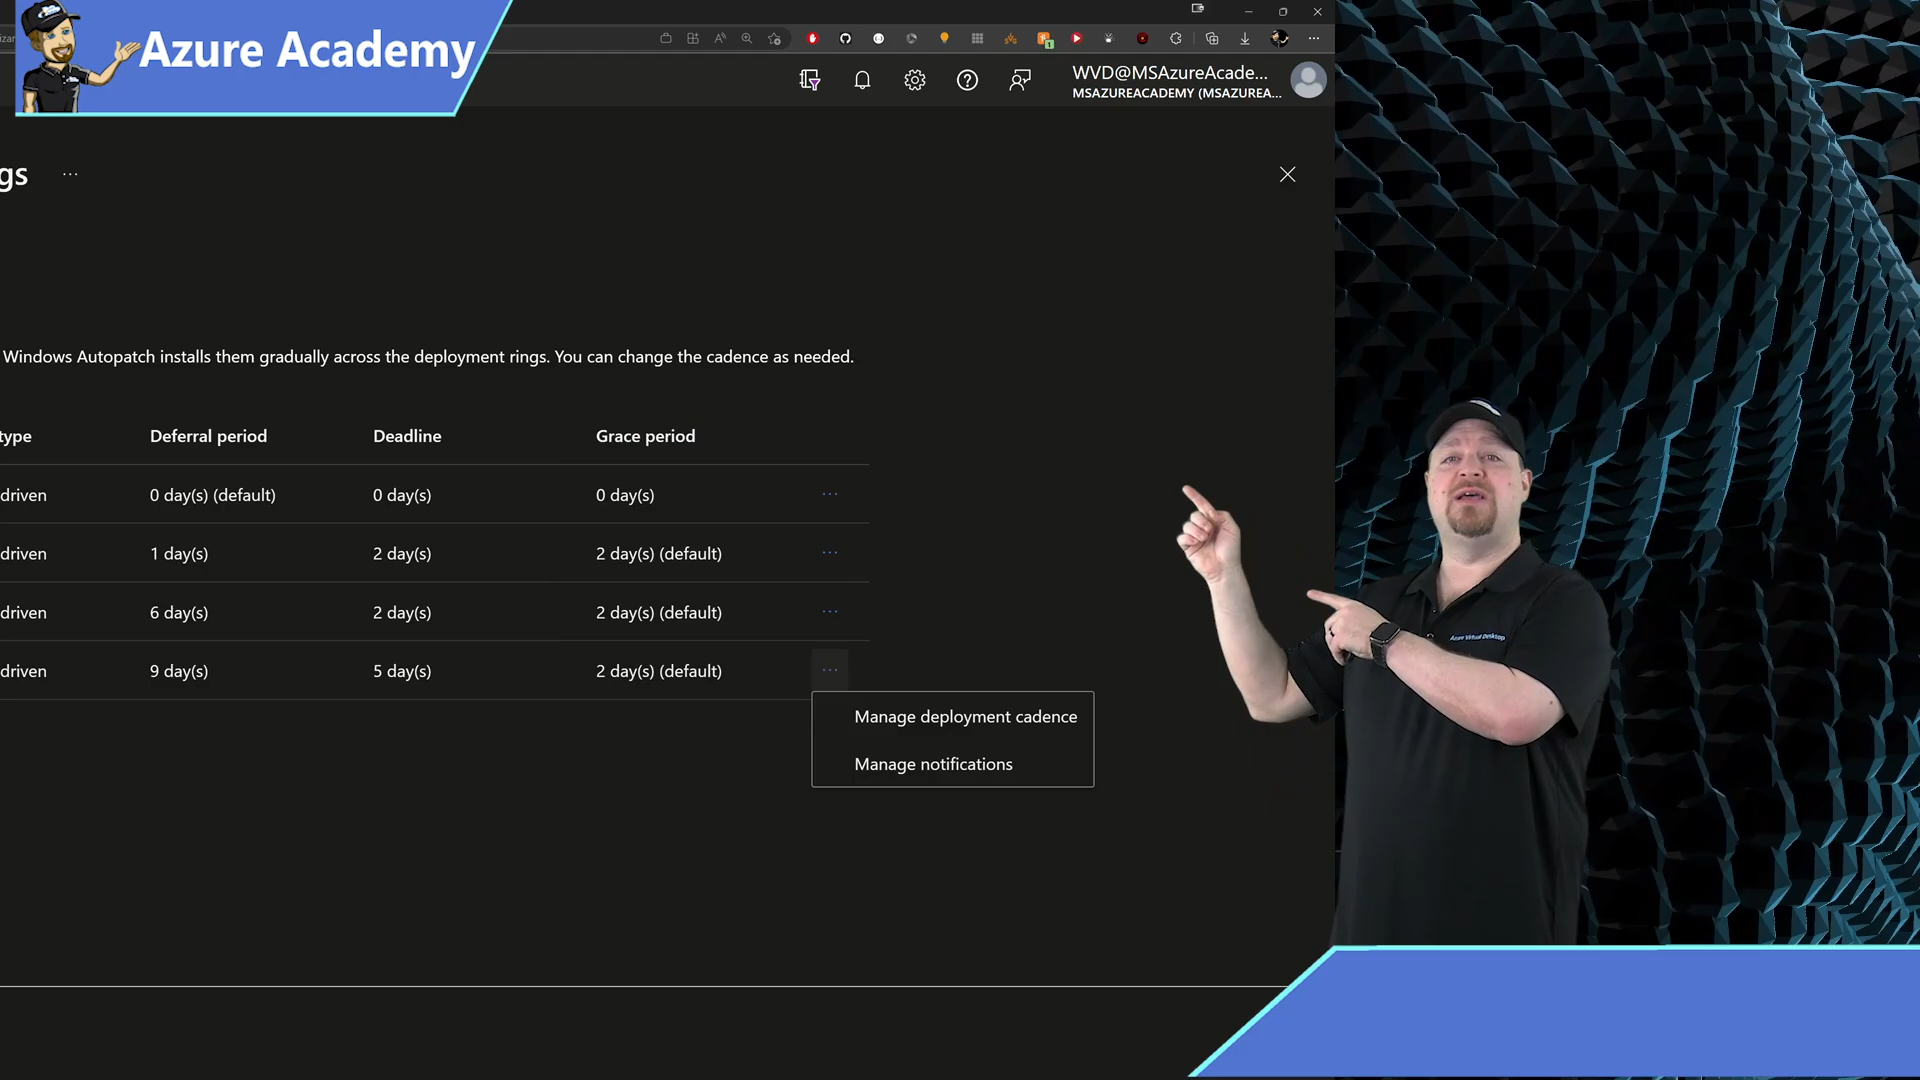 Azure Academy
WVD@MSAzureAcade...
MSAZUREACADEMY (MSAZUREA...
gs
Windows Autopatch installs them gradually across the deployment rings. You can change the cadence as needed.
type Deferral period Deadline Grace period
driven 0 day(s) (default) 0 day(s) 0 day(s)
driven 1 day(s) 2 day(s) 2 day(s) (default)
driven 6 day(s) 2 day(s) 2 day(s) (default)
driven 9 day(s) 5 day(s) 2 day(s) (default)
Manage deployment cadence
Manage notifications
Azure Virtual Desktop